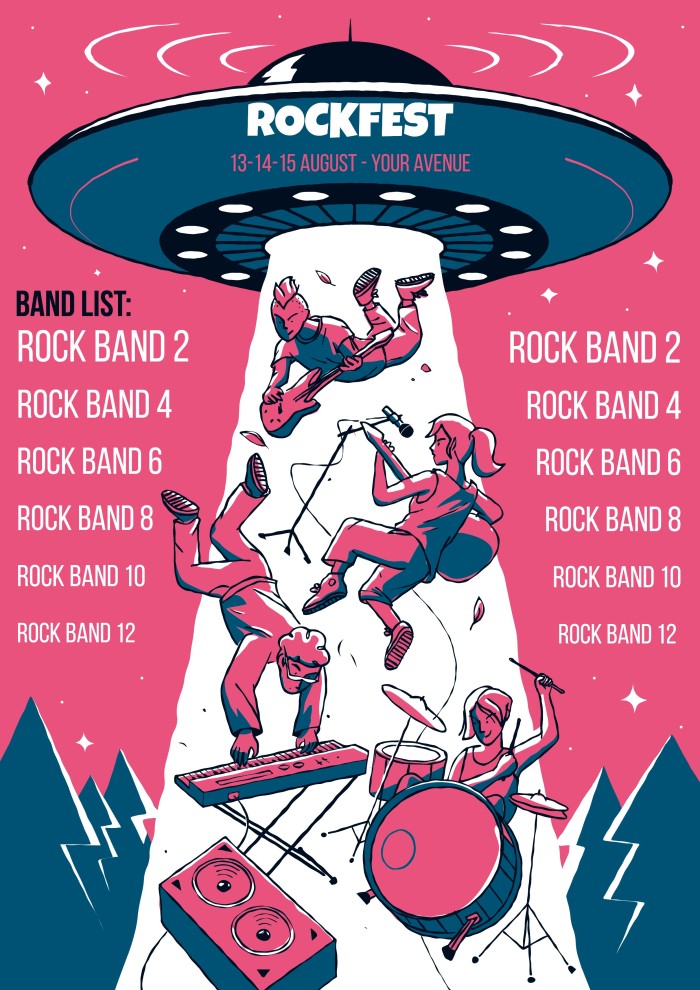 ROCKFEST
13-14-15 AUGUST - YOUR AVENUE
BAND LIST:
ROCK BAND 2
ROCK BAND 4
ROCK BAND 6
ROCK BAND 8
ROCK BAND 10
ROCK BAND 12
ROCK BAND 2
ROCK BAND 4
ROCK BAND 6
ROCK BAND 8
ROCK BAND 10
ROCK BAND 12